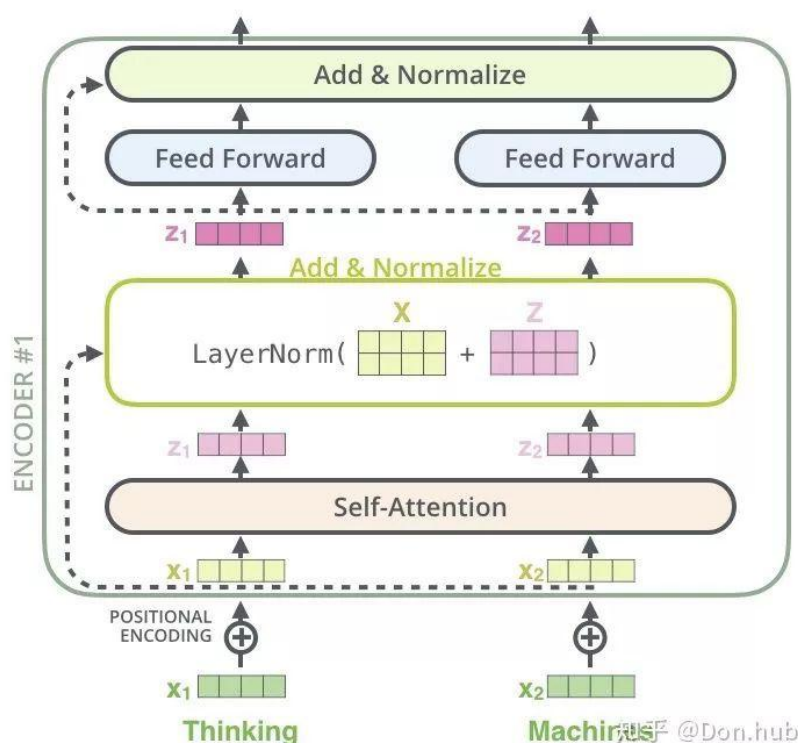 Add & Normalize
Feed Forward Feed Forward
z1 z2
Add & Normalize
X Z
LayerNorm( + )
ENCODER #1
z1 z2
Self-Attention
x1 x2
POSITIONAL
ENCODING
x1 x2
Thinking Machines
知乎 @Don.hub